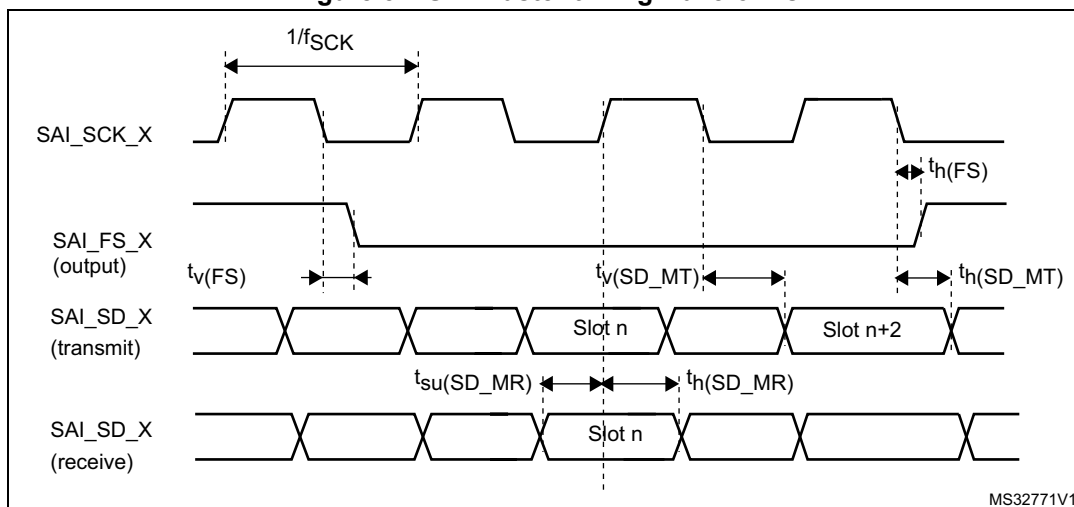 1/fSCK
SAI_SCK_X
th(FS)
SAI_FS_X
(output)
tv(FS)
tv(SD_MT)
th(SD_MT)
SAI_SD_X
(transmit)
Slot n
Slot n+2
tsu(SD_MR)
th(SD_MR)
SAI_SD_X
(receive)
Slot n
MS32771V1